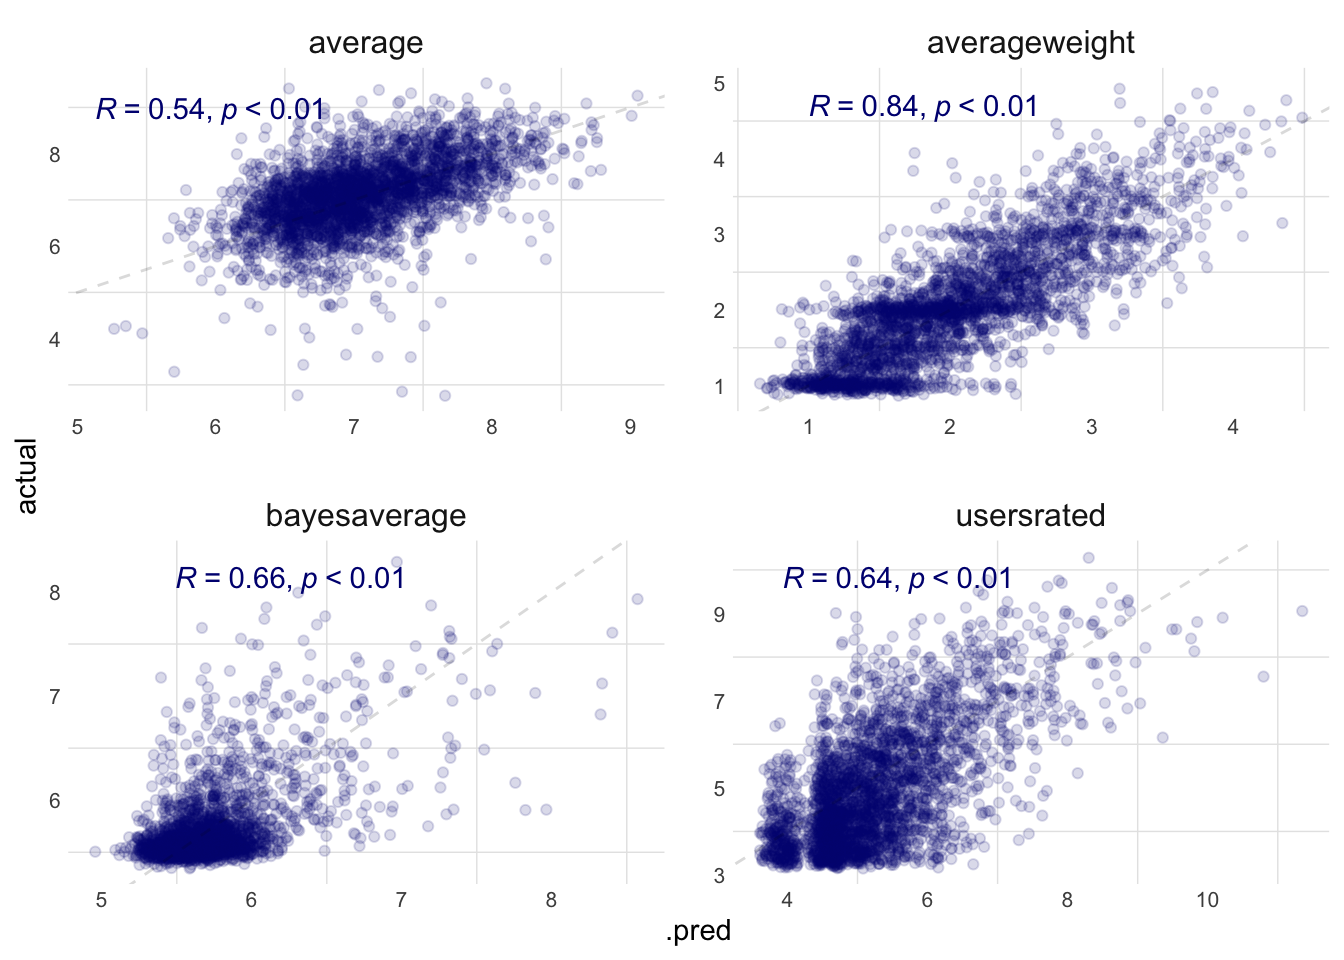 average
averageweight
R = 0.54, p < 0.01
R = 0.84, p < 0.01
8
6
4
5
4
3
2
1
5 6 7 8 9
1 2 3 4
actual
bayesaverage
usersrated
R = 0.66, p < 0.01
R = 0.64, p < 0.01
8
7
6
9
7
5
3
5 6 7 8
4 6 8 10
.pred